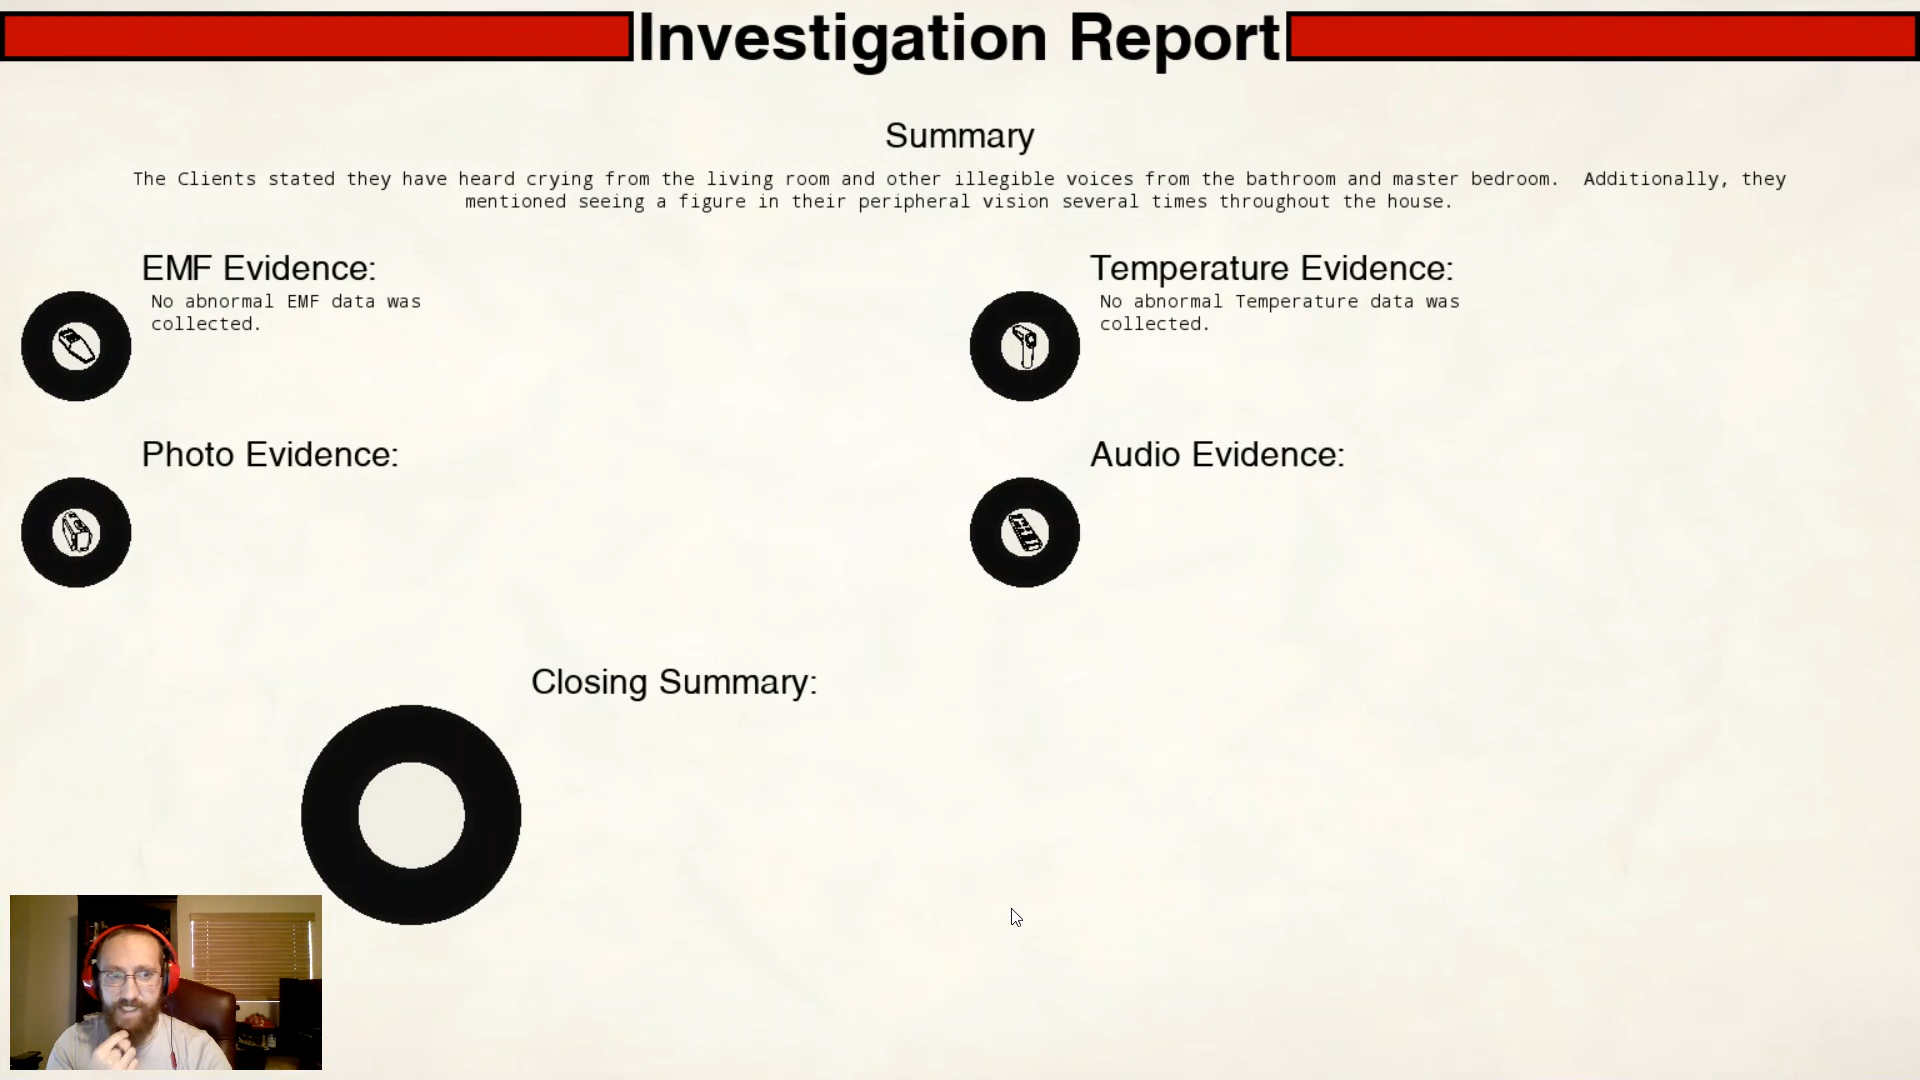 Investigation Report
Summary
The Clients stated they have heard crying from the living room and other illegible voices from the bathroom and master bedroom.  Additionally, they
mentioned seeing a figure in their peripheral vision several times throughout the house.
EMF Evidence:
No abnormal EMF data was
collected.
Temperature Evidence:
No abnormal Temperature data was
collected.
Photo Evidence:
Audio Evidence:
Closing Summary: